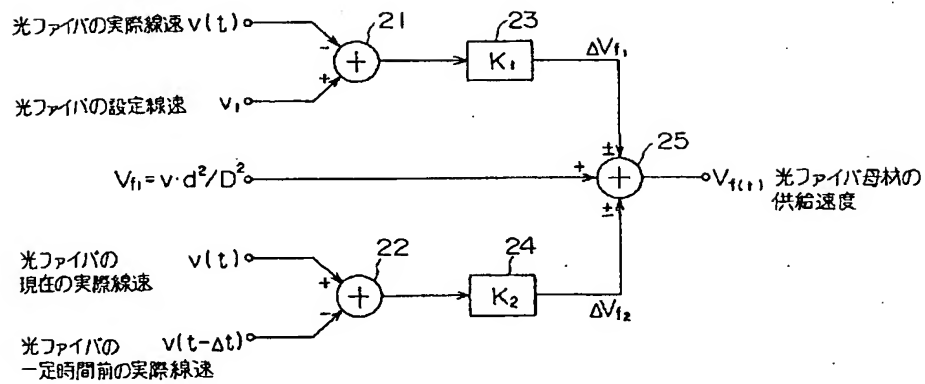 光ファイバの実際線速 v(t)
21
23
K₁
ΔVf₁
-
+
+
光ファイバの設定線速 v₁
25
±
Vf₁=v・d²/D²
+
+
Vf(t) 光ファイバ母材の
供給速度
±
光ファイバの
現在の実際線速
v(t)
22
24
+
+
-
K₂
ΔVf₂
光ファイバの
一定時間前の実際線速
v(t-Δt)